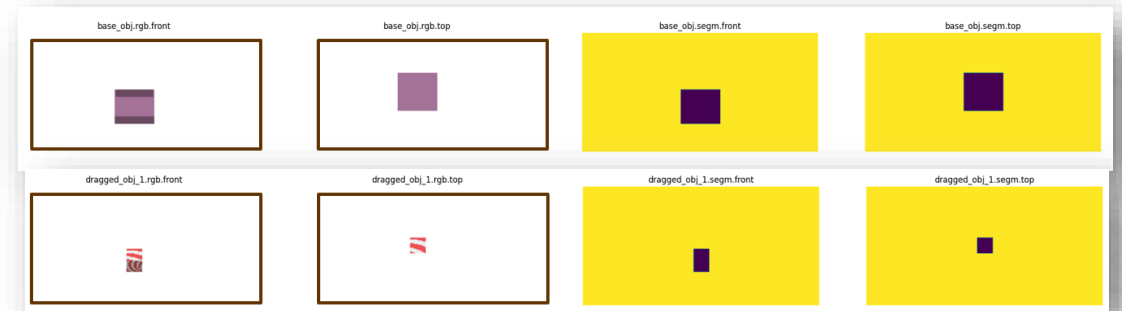 base_obj.rgb.front
base_obj.rgb.top
base_obj.segm.front
base_obj.segm.top
dragged_obj_1.rgb.front
dragged_obj_1.rgb.top
dragged_obj_1.segm.front
dragged_obj_1.segm.top